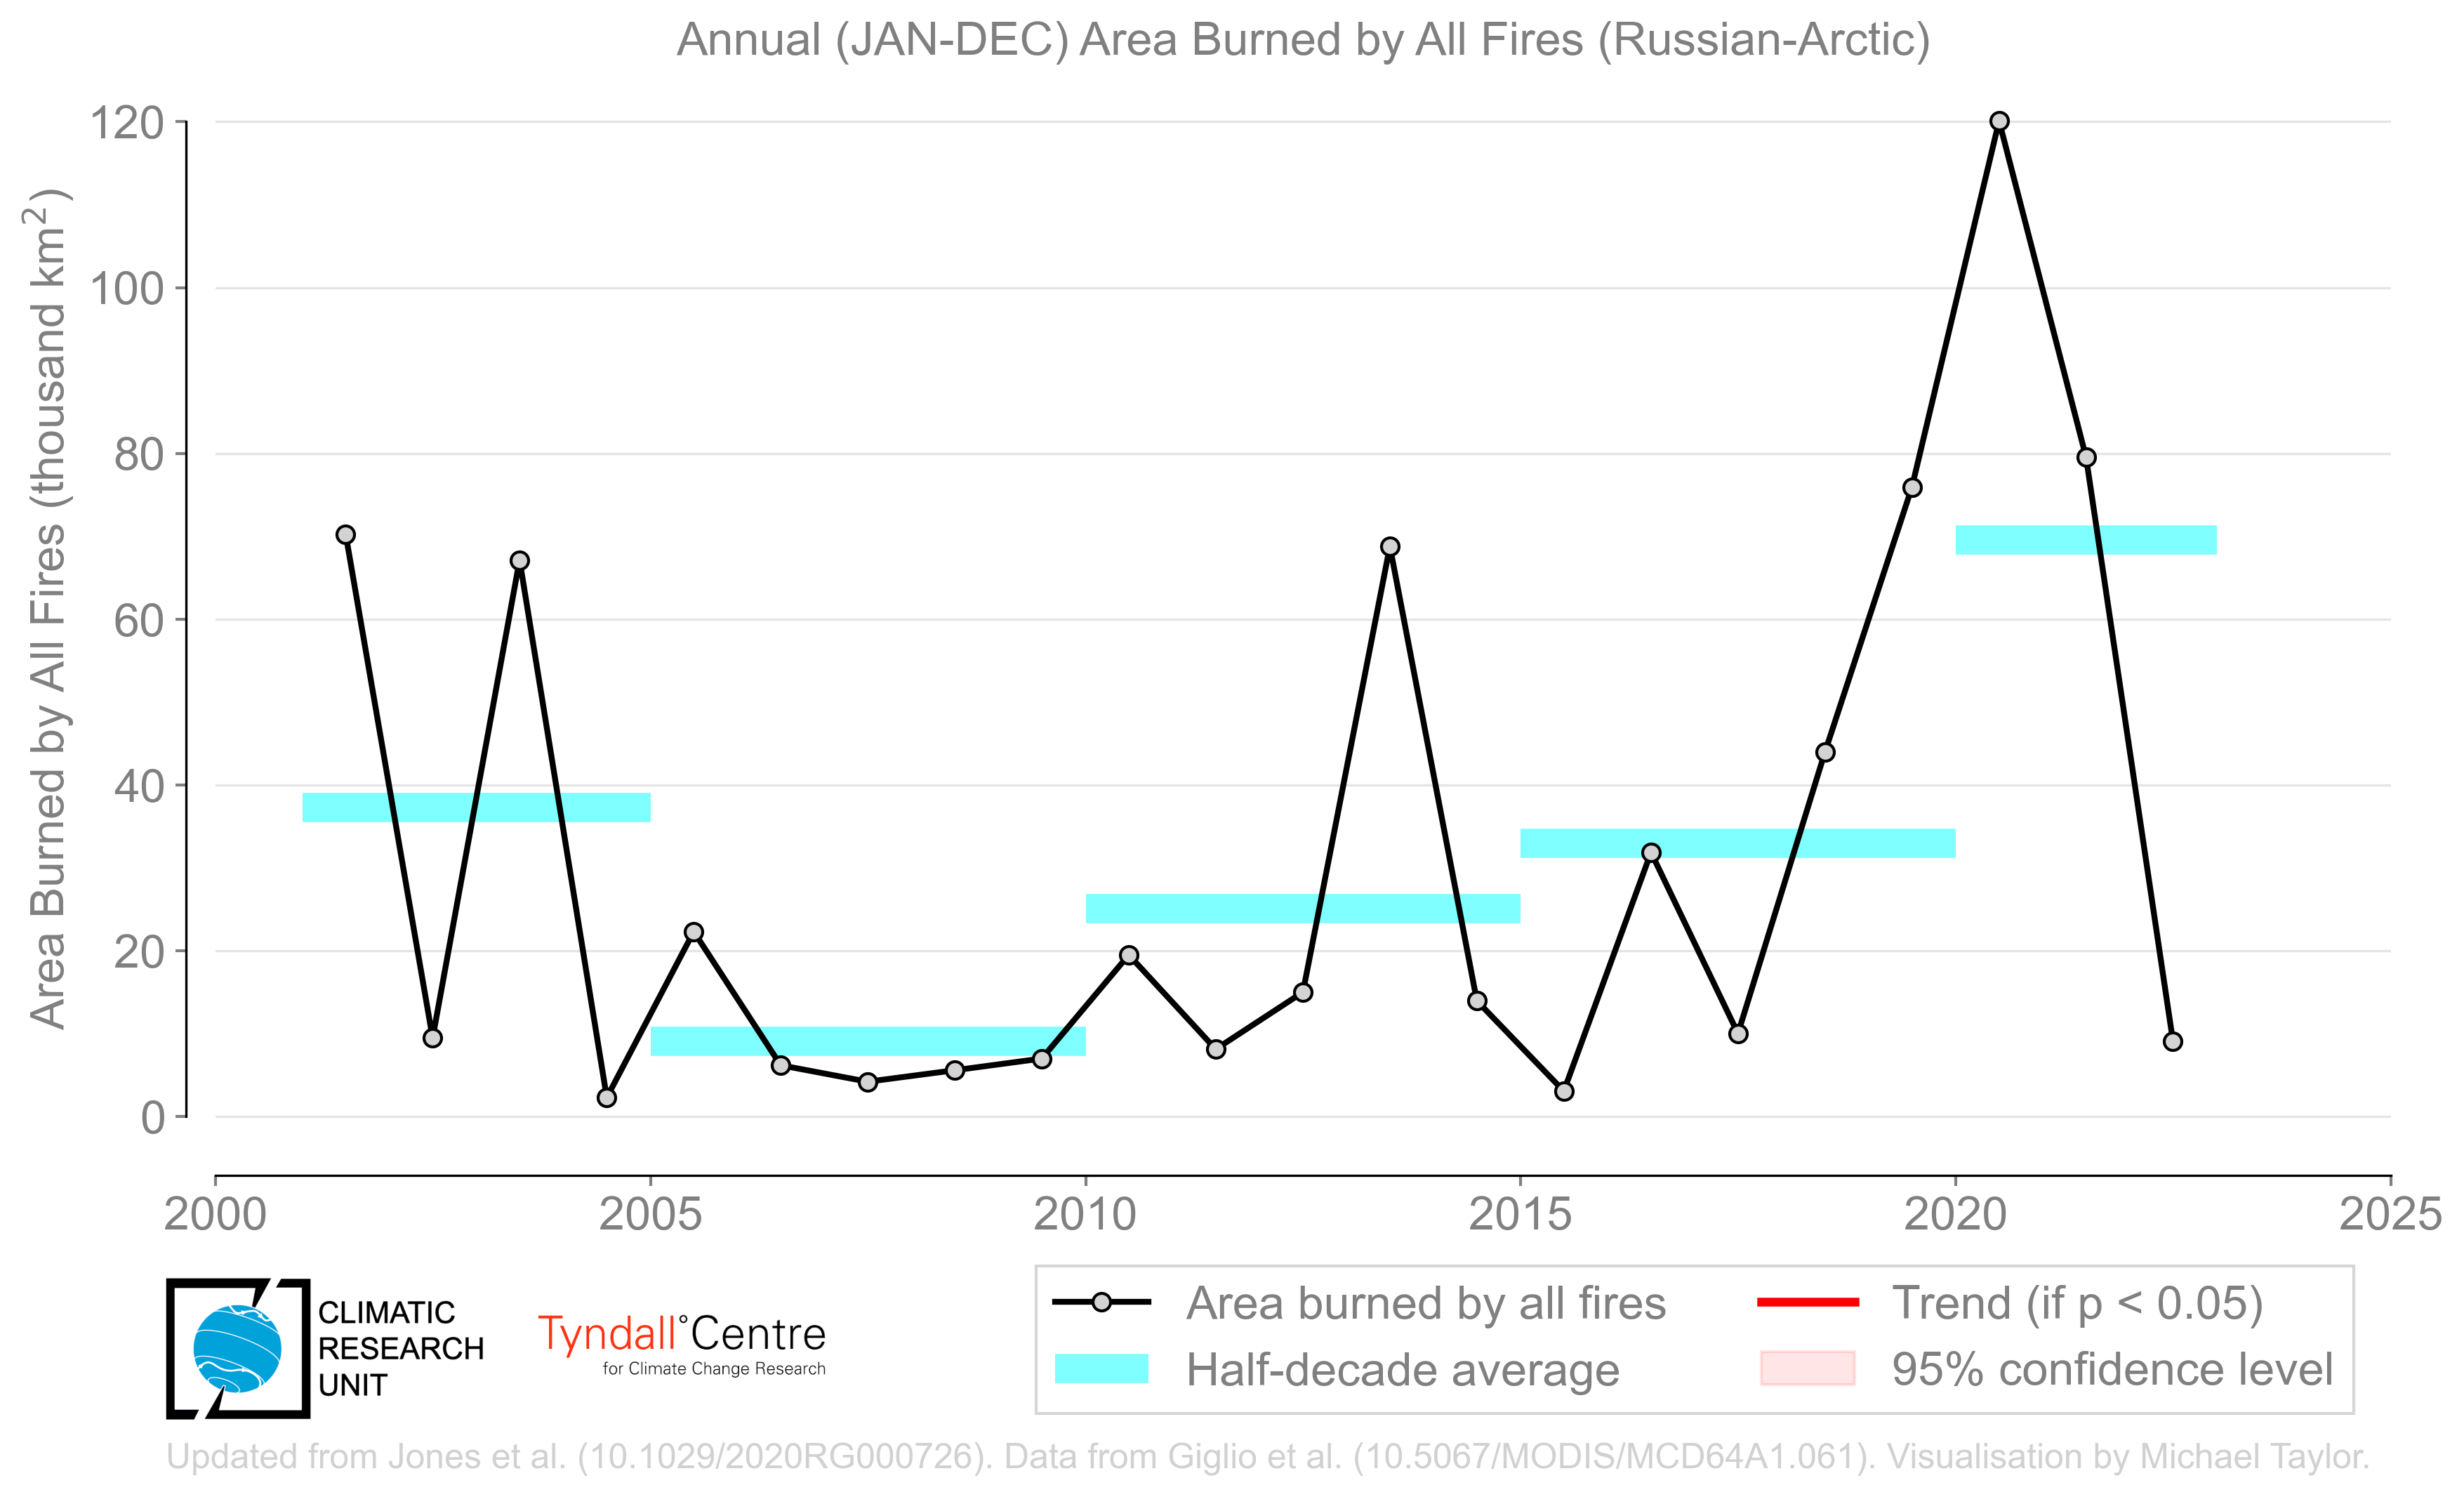 Annual (JAN-DEC) Area Burned by All Fires (Russian-Arctic)
Area Burned by All Fires (thousand km²)
120
100
80
60
40
20
0
2000 2005 2010 2015 2020 2025
CLIMATIC
RESEARCH
UNIT
Tyndall°Centre
for Climate Change Research
Area burned by all fires
Half-decade average
Trend (if p < 0.05)
95% confidence level
Updated from Jones et al. (10.1029/2020RG000726). Data from Giglio et al. (10.5067/MODIS/MCD64A1.061). Visualisation by Michael Taylor.